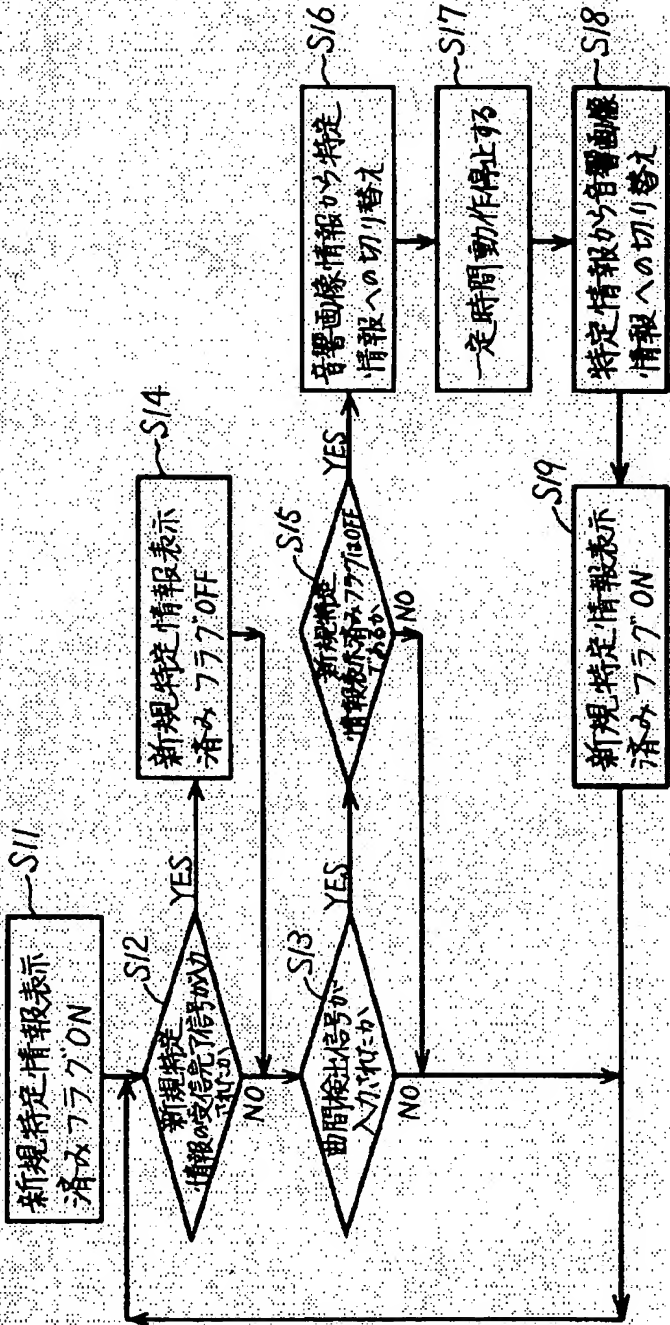 S11
新規特定情報表示
済みフラグON
S12
新規特定
情報の受信完了信号が入力
されたか
YES
NO
S14
新規特定情報表示
済みフラグOFF
S13
曲間検出信号が
入力されたか
YES
NO
S15
新規特定
情報表示済みフラグはOFF
であるか
YES
NO
S16
音響画像情報から特定
情報への切り替え
S17
一定時間動作停止する
S18
特定情報から音響画像
情報への切り替え
S19
新規特定情報表示
済みフラグON